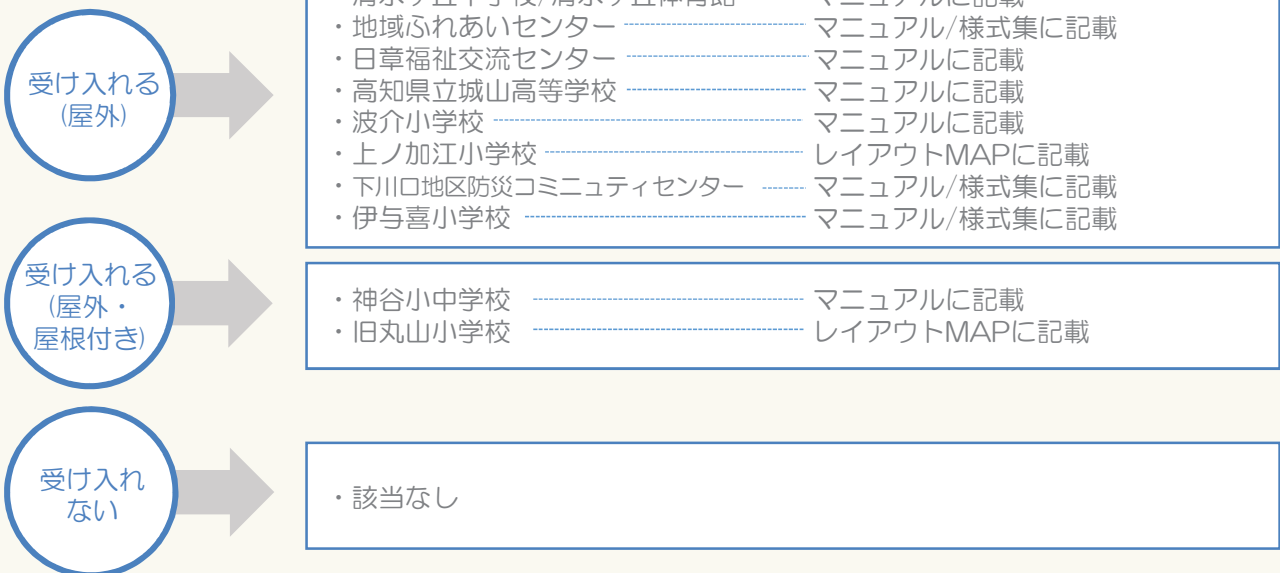 受け入れる
(屋外)
・地域ふれあいセンター マニュアル/様式集に記載
・日章福祉交流センター マニュアルに記載
・高知県立城山高等学校 マニュアルに記載
・波介小学校 マニュアルに記載
・上ノ加江小学校 レイアウトMAPに記載
・下川口地区防災コミニュティセンター マニュアル/様式集に記載
・伊与喜小学校 マニュアル/様式集に記載
受け入れる
(屋外・
屋根付き)
・神谷小中学校 マニュアルに記載
・旧丸山小学校 レイアウトMAPに記載
受け入れ
ない
・該当なし